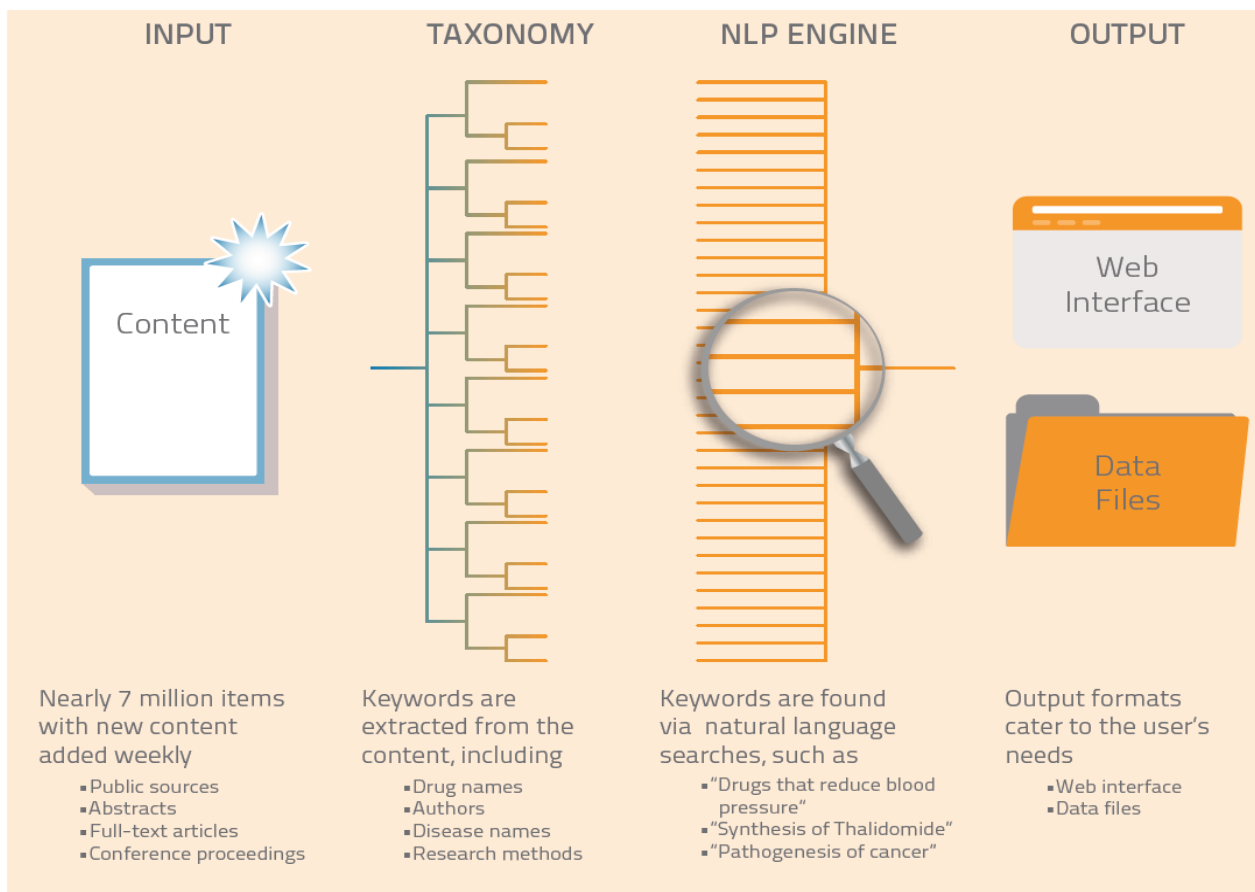 INPUT
TAXONOMY
NLP ENGINE
OUTPUT
Content
Web
Interface
Data
Files
Nearly 7 million items
with new content
added weekly
▪Public sources
▪Abstracts
▪Full-text articles
▪Conference proceedings
Keywords are
extracted from the
content, including
▪Drug names
▪Authors
▪Disease names
▪Research methods
Keywords are found
via natural language
searches, such as
▪“Drugs that reduce blood
pressure”
▪“Synthesis of Thalidomide”
▪“Pathogenesis of cancer”
Output formats
cater to the user’s
needs
▪Web interface
▪Data files